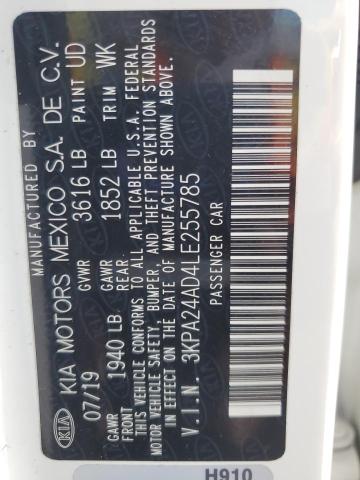 MANUFACTURED BY
KIA KIA MOTORS MEXICO S.A. DE C.V.
07/19 GVWR 3616 LB PAINT UD
GAWR FRONT 1940 LB GAWR REAR: 1852 LB TRIM WK
THIS VEHICLE CONFORMS TO ALL APPLICABLE U.S.A. FEDERAL
MOTOR VEHICLE SAFETY, BUMPER, AND THEFT PREVENTION STANDARDS
IN EFFECT ON THE DATE OF MANUFACTURE SHOWN ABOVE.
V.I.N. 3KPA24AD4LE255785
PASSENGER CAR
H910